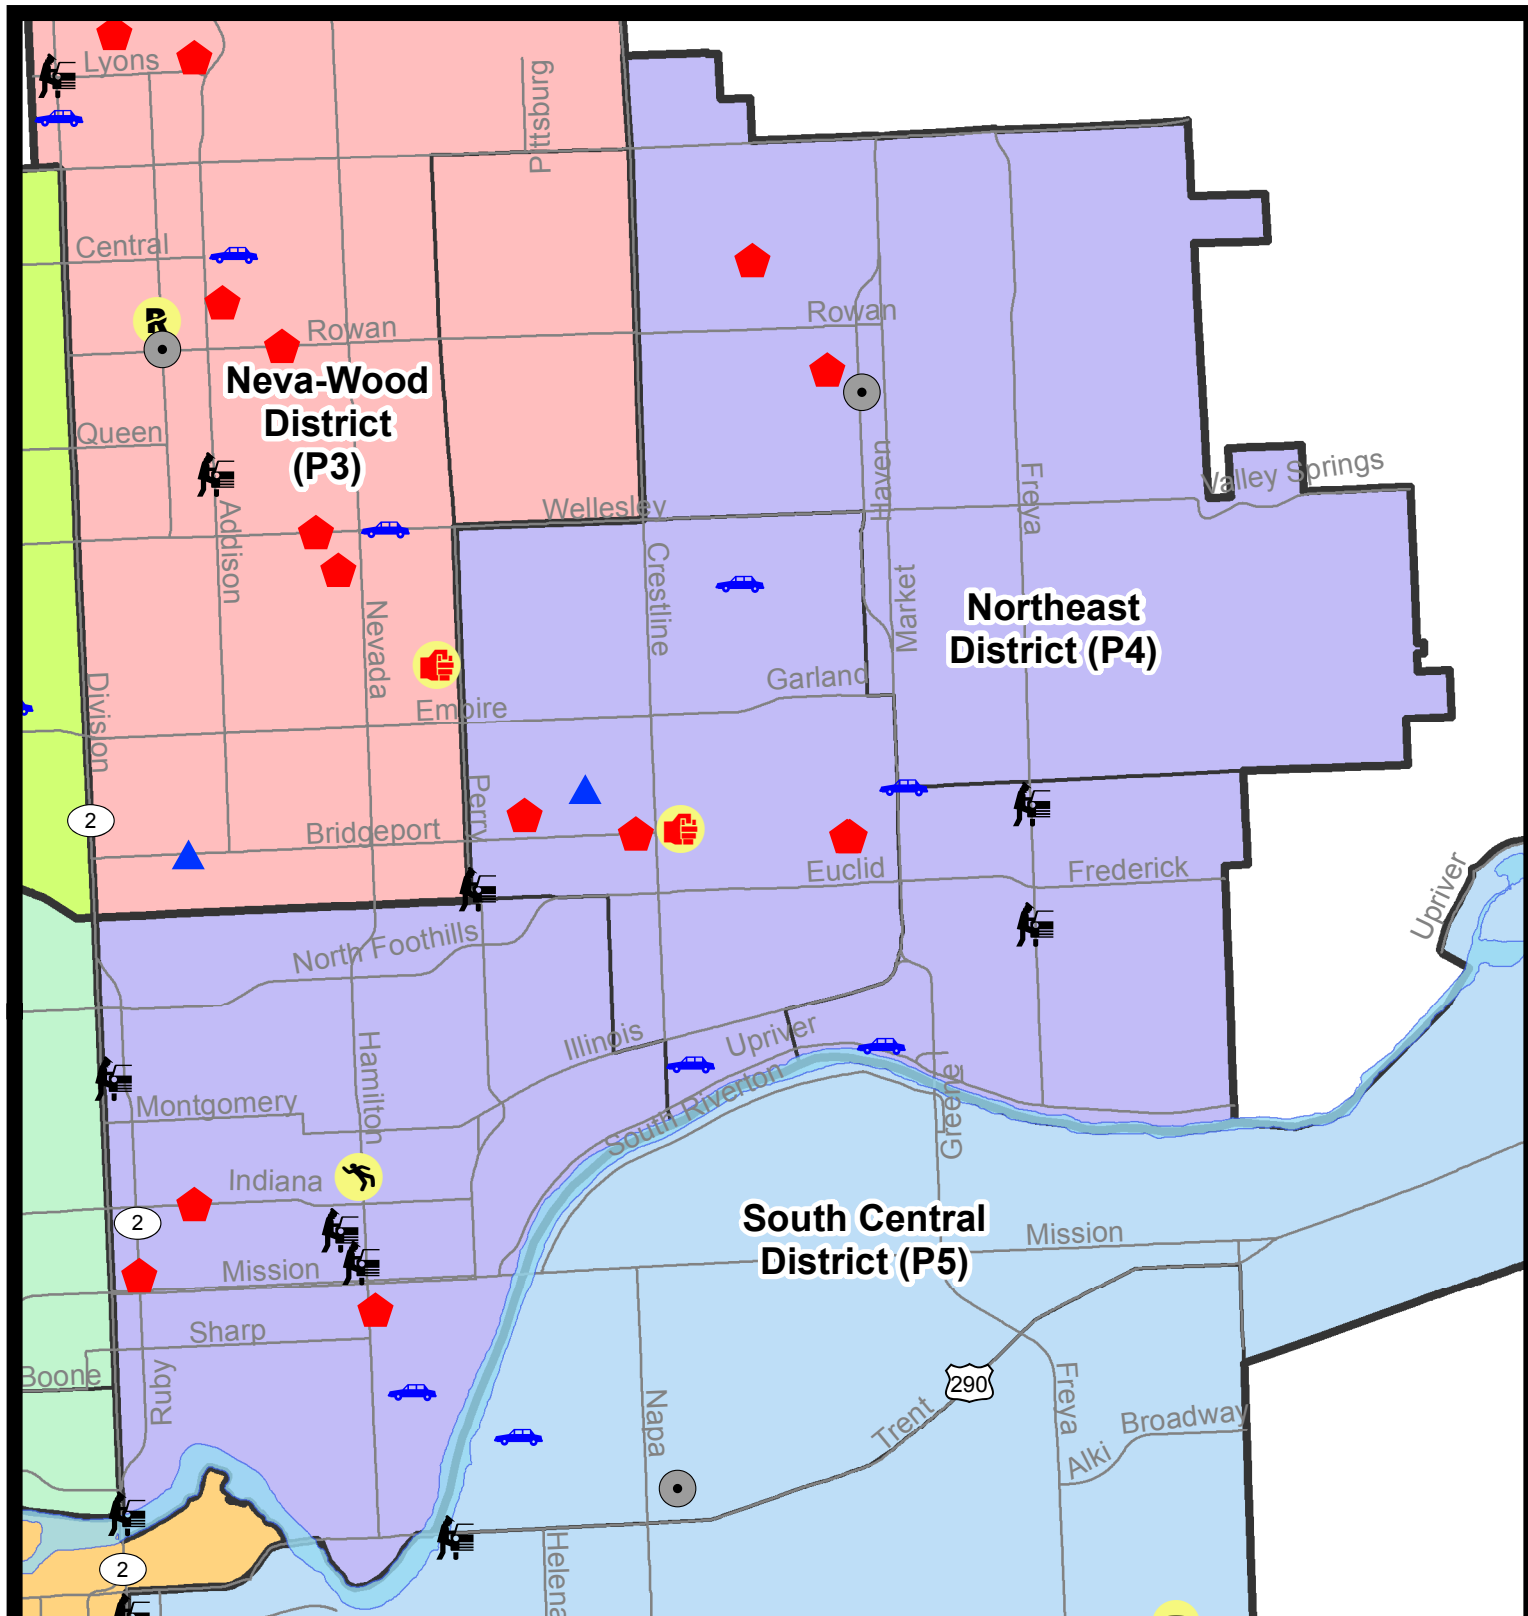 Lyons
Pittsburg
Central
Rowan
Rowan
Neva-Wood
District
(P3)
Queen
Haven
Freya
Valley Springs
Wellesley
Addison
Crestline
Market
Northeast
District (P4)
Nevada
Division
Garland
Empire
Perry
2
Bridgeport
Euclid
Frederick
Upriver
North Foothills
Illinois
Upriver
Hamilton
South Riverton
Greene
Montgomery
Indiana
2
South Central
District (P5)
Mission
Mission
Sharp
Boone
Ruby
290
Napa
Trent
Freya
Broadway
Alki
Helena
2